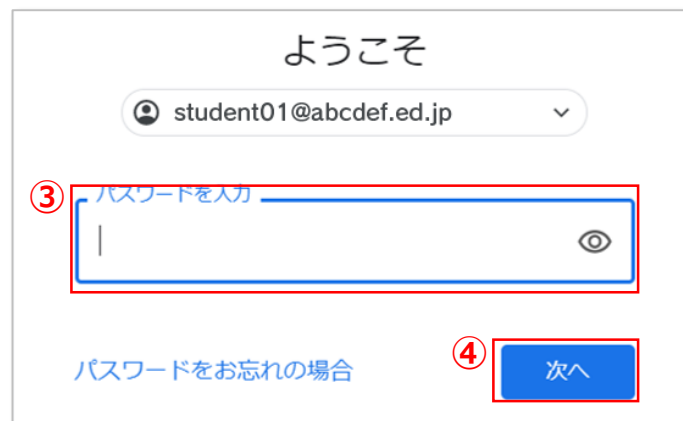 ようこそ
student01@abcdef.ed.jp
③
パスワードを入力
パスワードをお忘れの場合
④
次へ